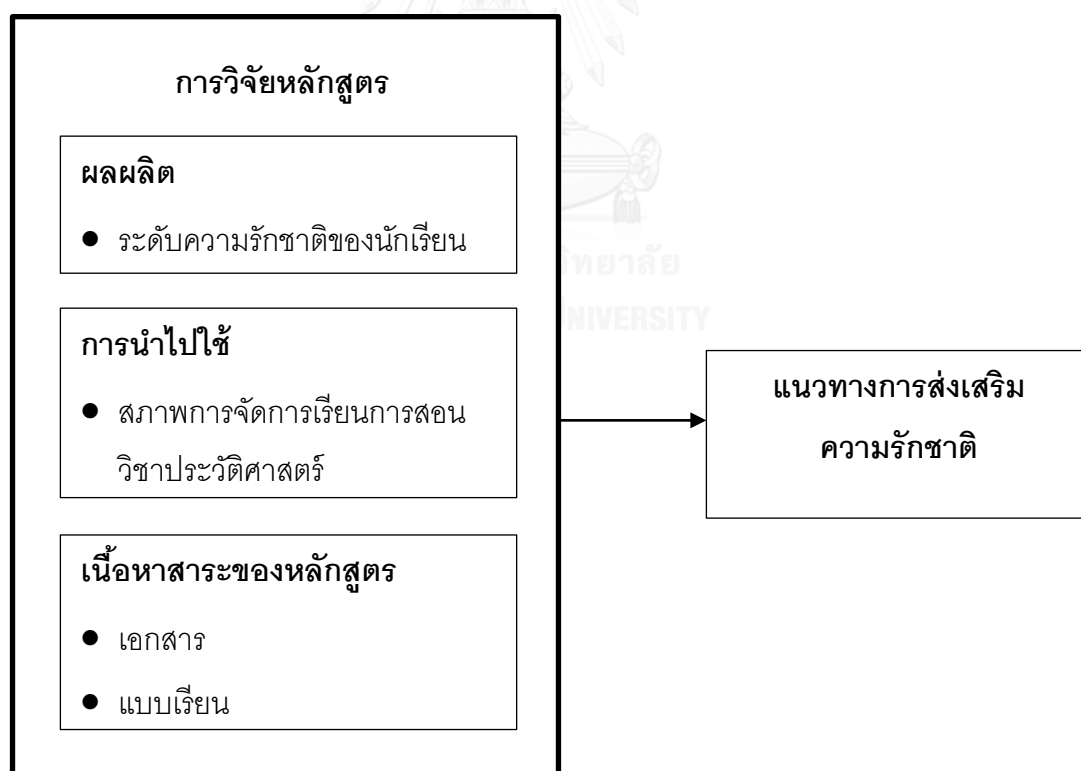 การวิจัยหลักสูตร
ผลผลิต
● ระดับความรักชาติของนักเรียน
การนำไปใช้
● สภาพการจัดการเรียนการสอน
วิชาประวัติศาสตร์
เนื้อหาสาระของหลักสูตร
● เอกสาร
● แบบเรียน
แนวทางการส่งเสริม
ความรักชาติ
วิทยาลัย
NIVERSITY